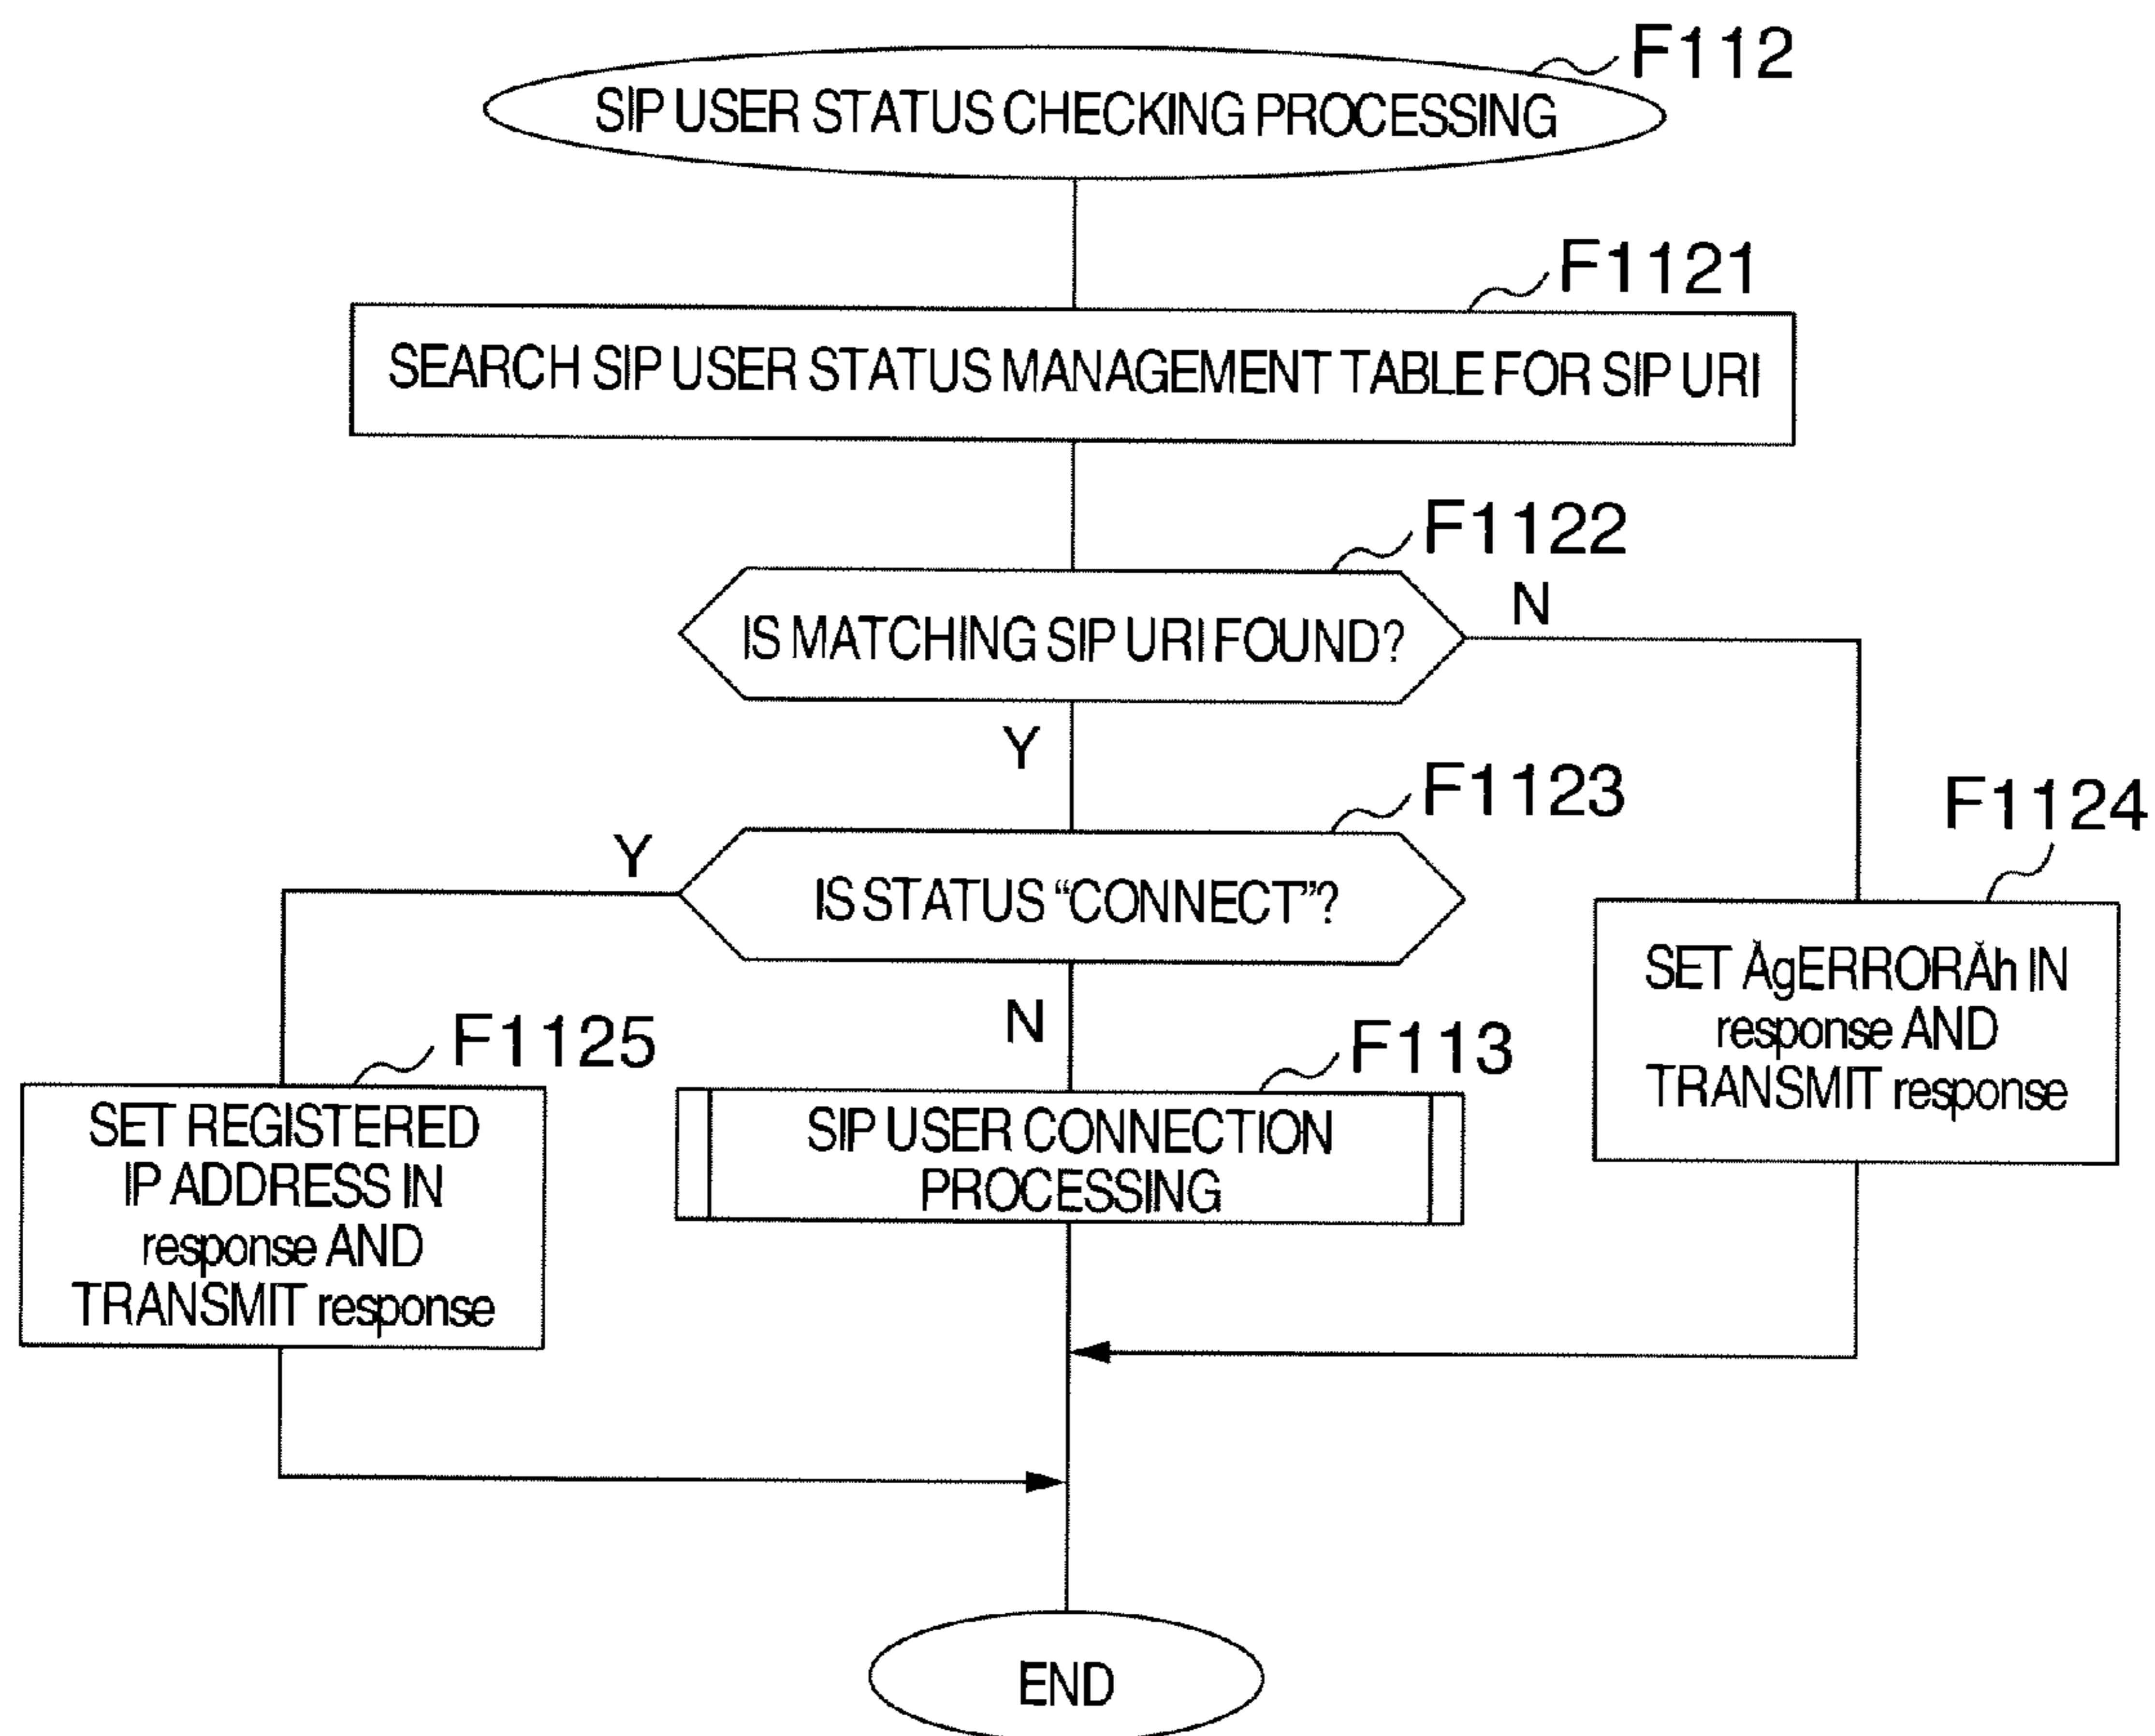 F112
SIP USER STATUS CHECKING PROCESSING
F1121
SEARCH SIP USER STATUS MANAGEMENT TABLE FOR SIP URI
F1122
IS MATCHING SIP URI FOUND?
N
Y
F1123
F1124
Y
IS STATUS “CONNECT”?
SET ĂgERRORĂh IN
response AND
TRANSMIT response
N
F1125
F113
SET REGISTERED
IP ADDRESS IN
response AND
TRANSMIT response
SIP USER CONNECTION
PROCESSING
END